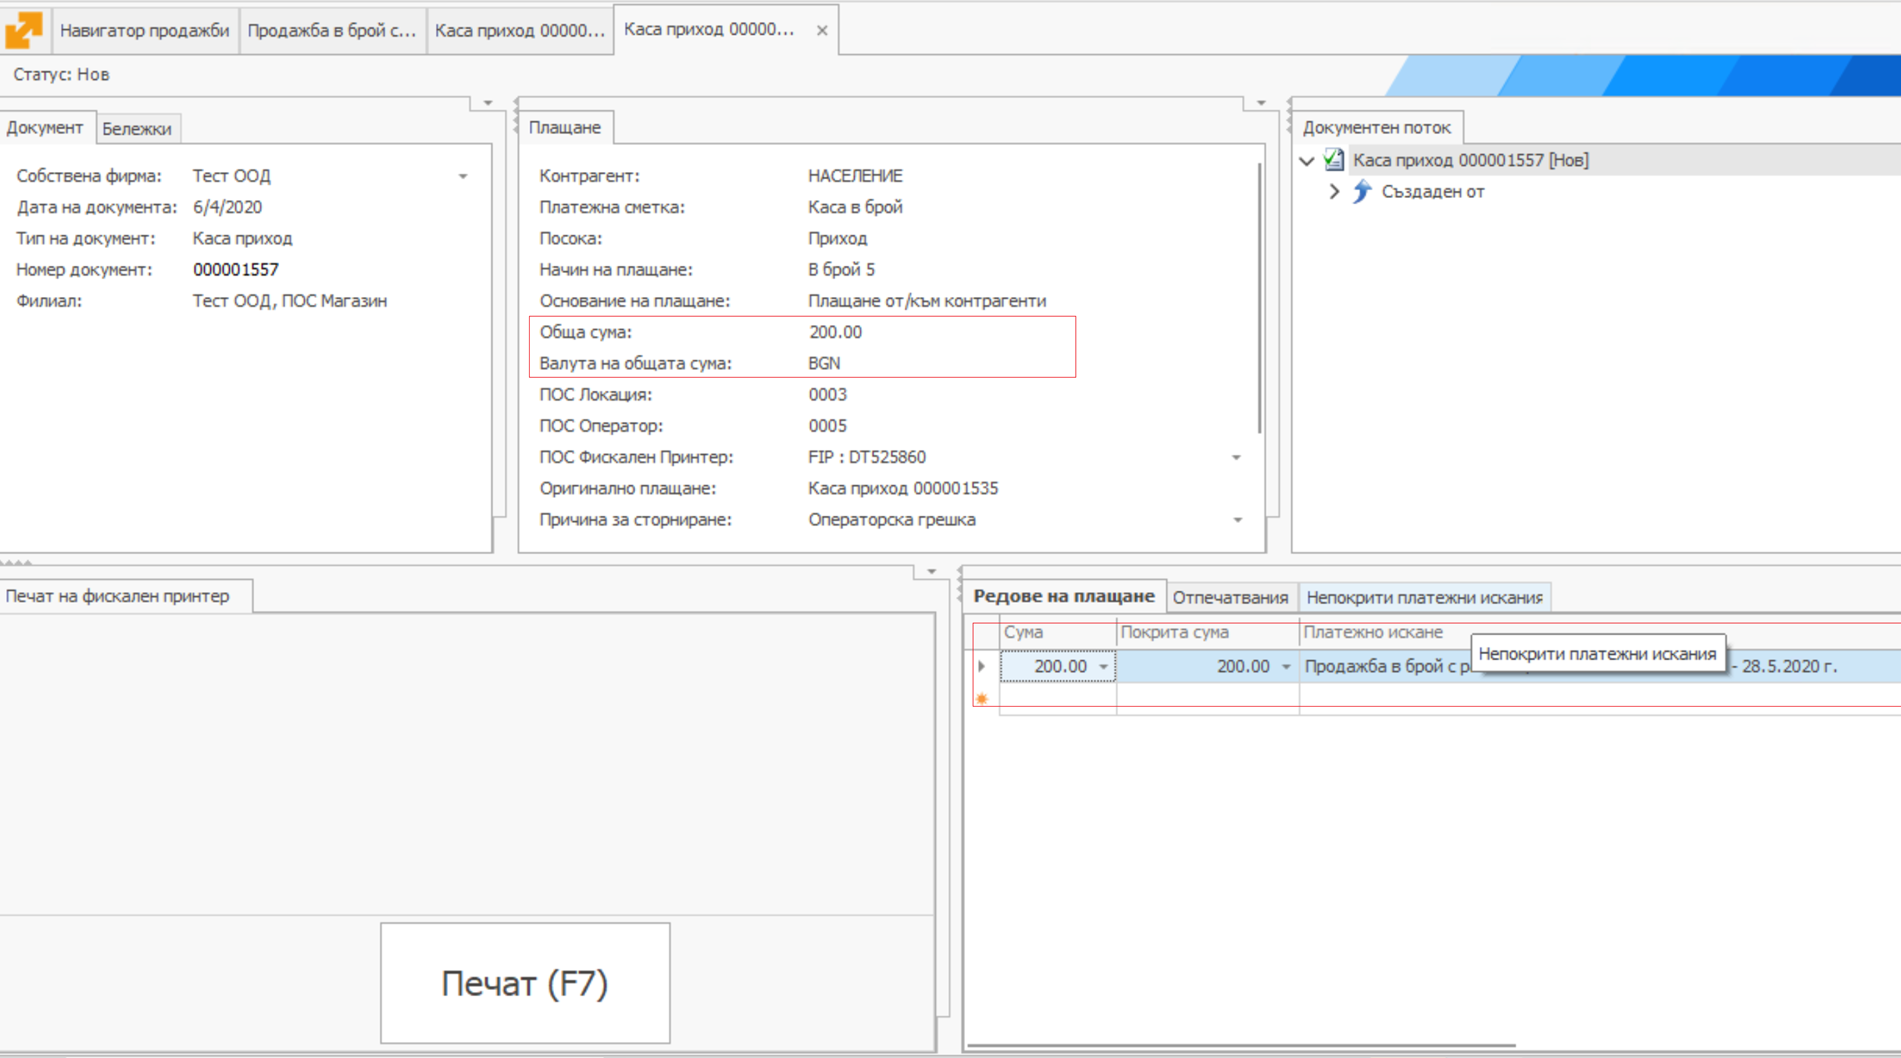 Навигатор продажби
Продажба в брой с...
Каса приход 00000...
Каса приход 00000...
Статус: Нов
Документ
Бележки
Собствена фирма: Тест ООД
Дата на документа: 6/4/2020
Тип на документ: Каса приход
Номер документ: 000001557
Филиал: Тест ООД, ПОС Магазин
Плащане
Контрагент: НАСЕЛЕНИЕ
Платежна сметка: Каса в брой
Посока: Приход
Начин на плащане: В брой 5
Основание на плащане: Плащане от/към контрагенти
Обща сума: 200.00
Валута на общата сума: BGN
ПОС Локация: 0003
ПОС Оператор: 0005
ПОС Фискален Принтер: FIP : DT525860
Оригинално плащане: Каса приход 000001535
Причина за сторниране: Операторска грешка
Документен поток
Каса приход 000001557 [Нов]
Създаден от
Печат на фискален принтер
Печат (F7)
Редове на плащане
Отпечатвания
Непокрити платежни искания
Сума Покрита сума Платежно искане
Непокрити платежни искания
200.00 200.00 Продажба в брой с - 28.5.2020 г.